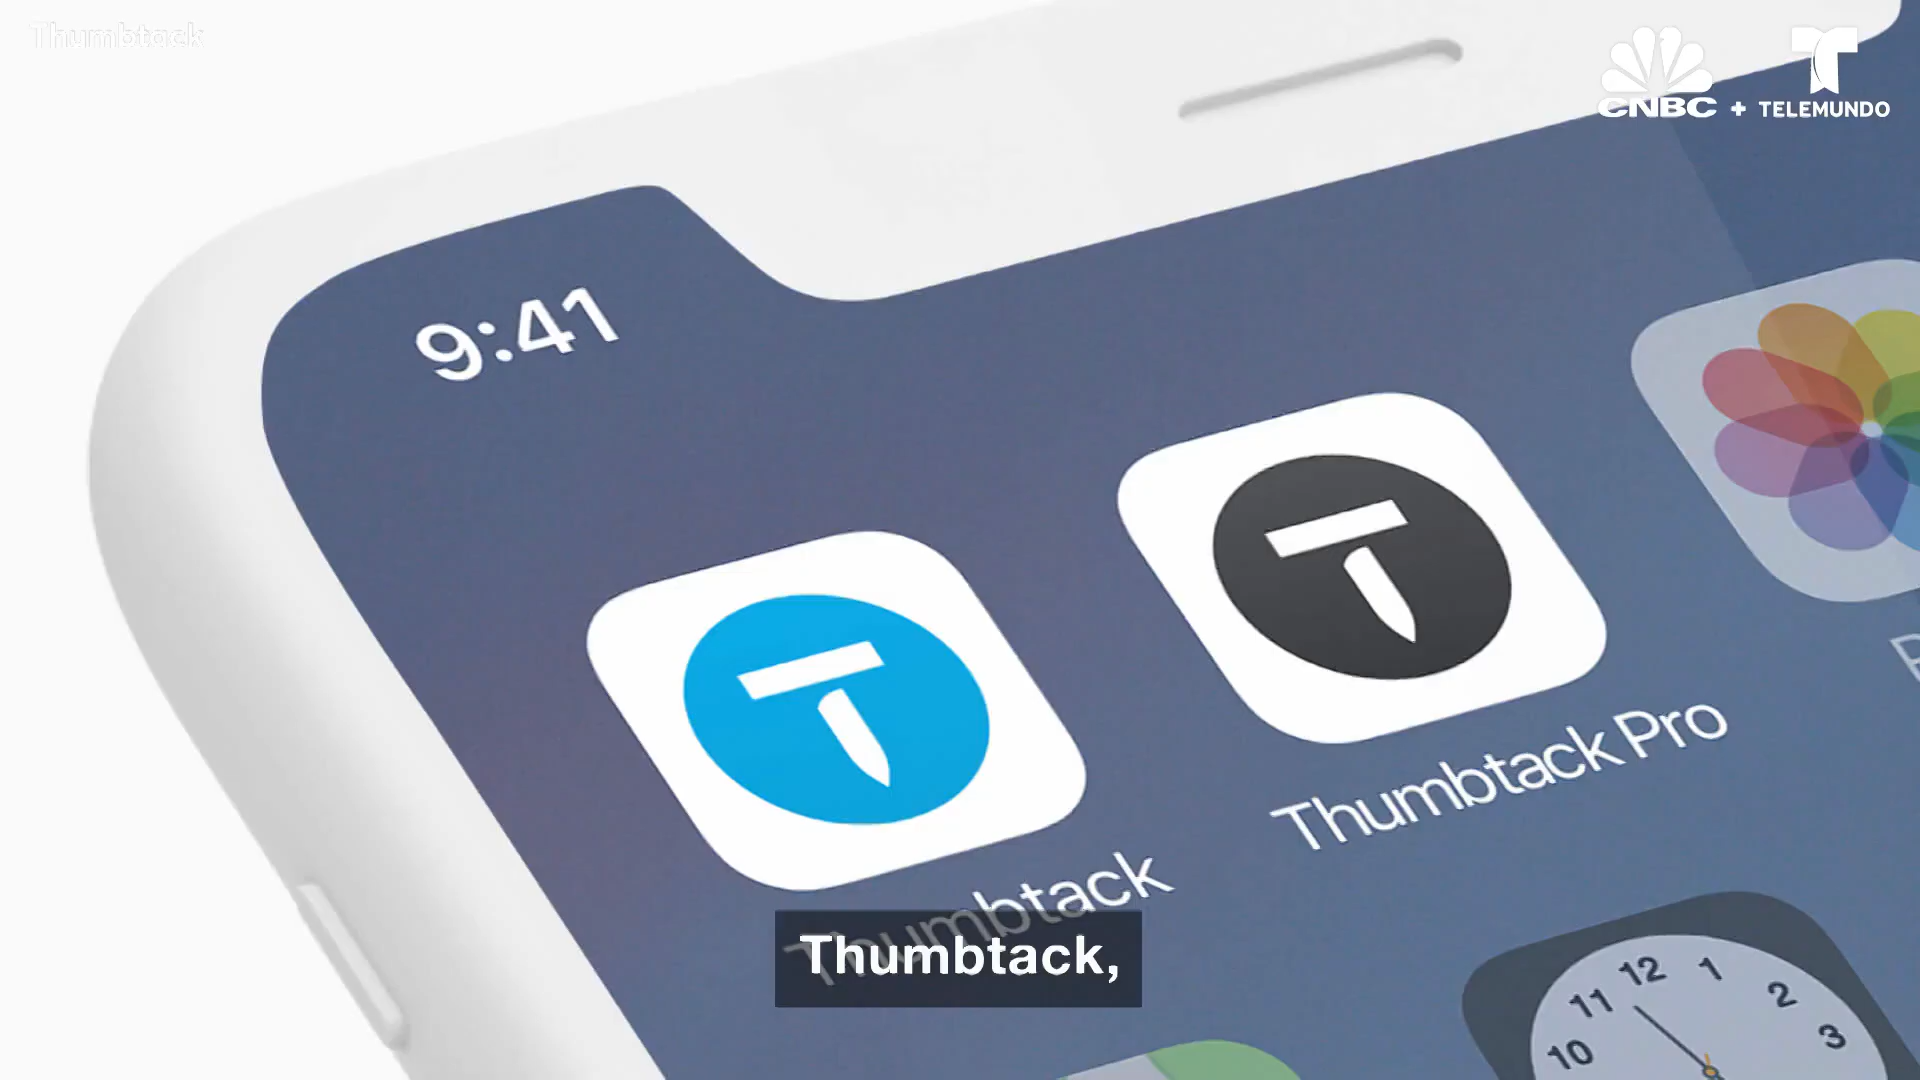 Thumbtack
CNBC + TELEMUNDO
9:41
Thumbtack
Thumbtack Pro
Thumbtack,
12
1
11
2
10
3